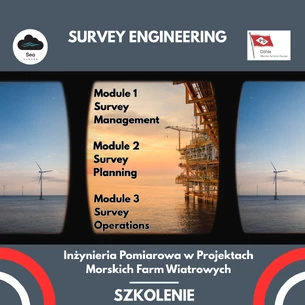 SURVEY ENGINEERING
Sea
Module 1
Survey
Management
Module 2
Survey
Planning
Module 3
Survey
Operations
Inżynieria Pomiarowa w Projektach
Morskich Farm Wiatrowych
SZKOLENIE